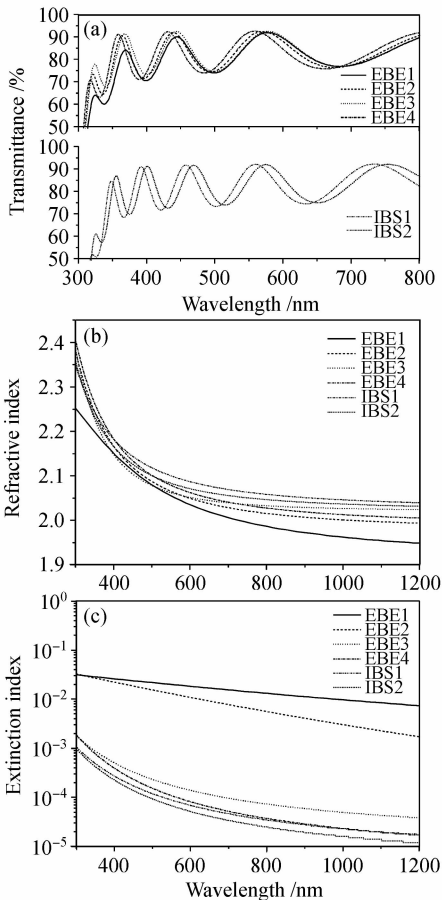 (a)
100
90
80
70
60
50
EBE1
EBE2
EBE3
EBE4
Transmittance /%
100
90
80
70
60
50
IBS1
IBS2
300 400 500 600 700 800
Wavelength /nm
(b)
2.4
2.3
2.2
2.1
2.0
1.9
Refractive index
EBE1
EBE2
EBE3
EBE4
IBS1
IBS2
400 600 800 1000 1200
(c)
10⁰
10⁻¹
10⁻²
10⁻³
10⁻⁴
10⁻⁵
Extinction index
EBE1
EBE2
EBE3
EBE4
IBS1
IBS2
400 600 800 1000 1200
Wavelength /nm